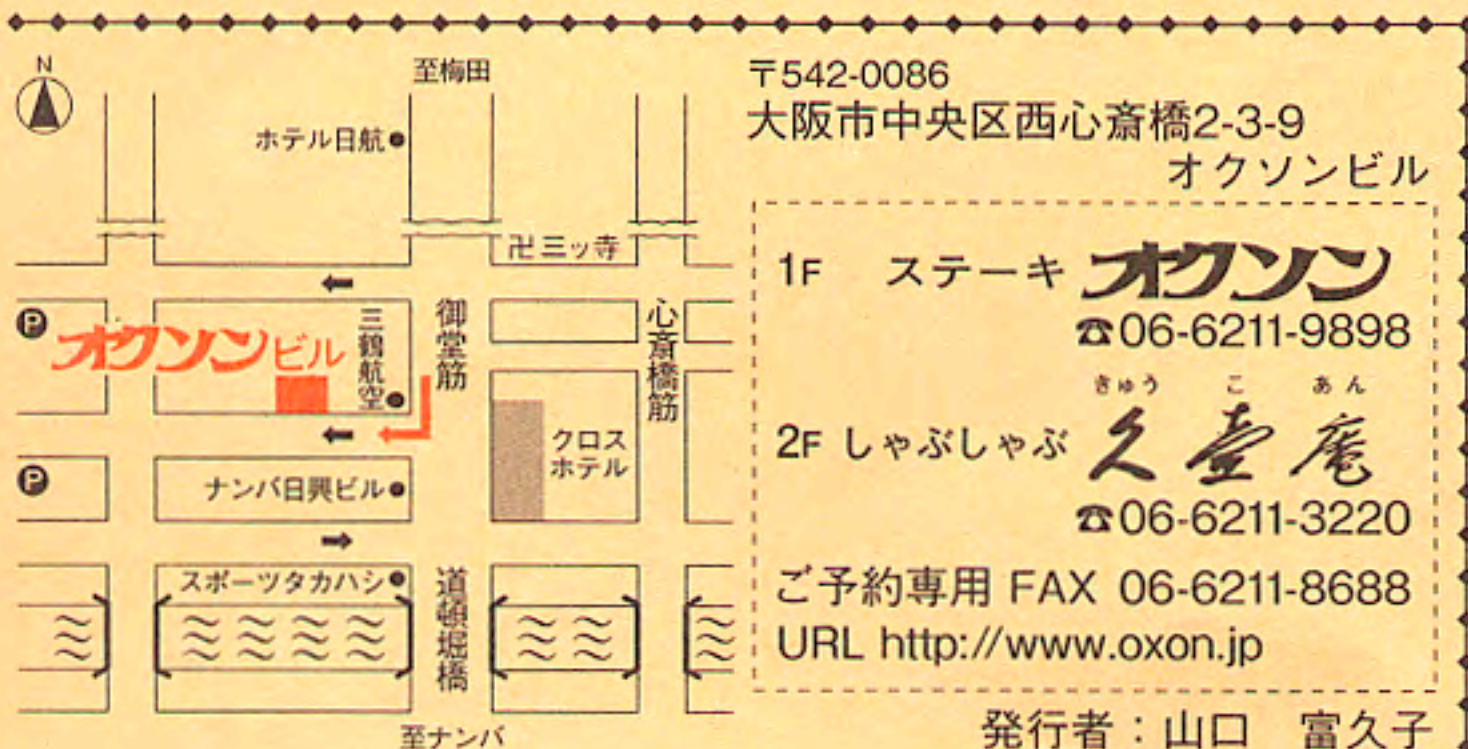 N
至梅田
ホテル日航
卍三ッ寺
P
オクソンビル
三鶴航空
御堂筋
心斎橋筋
クロス
ホテル
P
ナンバ日興ビル
スポーツタカハシ
道頓堀橋
至ナンバ
〒542-0086
大阪市中央区西心斎橋2-3-9
オクソンビル
1F ステーキ オクソン
☎06-6211-9898
きゅう こ あん
2F しゃぶしゃぶ 久壺庵
☎06-6211-3220
ご予約専用 FAX 06-6211-8688
URL http://www.oxon.jp
発行者：山口 富久子